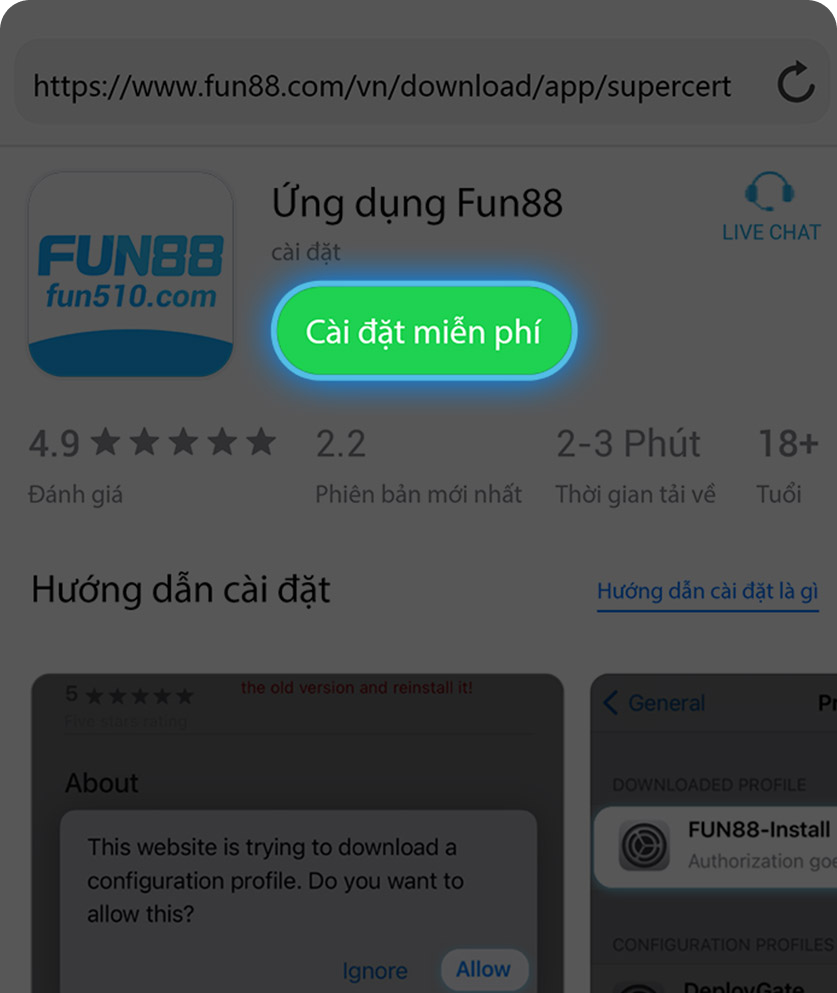 https://www.fun88.com/vn/download/app/supercert
FUN88
fun510.com
Ứng dụng Fun88
cài đặt
LIVE CHAT
Cài đặt miễn phí
4.9 ★★★★★
Đánh giá
2.2
Phiên bản mới nhất
2-3 Phút
Thời gian tải về
18+
Tuổi
Hướng dẫn cài đặt
Hướng dẫn cài đặt là gì
5 ★★★★★
the old version and reinstall it!
Five stars rating
About
This website is trying to download a
configuration profile. Do you want to
allow this?
Ignore
Allow
General
DOWNLOADED PROFILE
FUN88-Install
Authorization
CONFIGURATION PROFILES
DeployGate